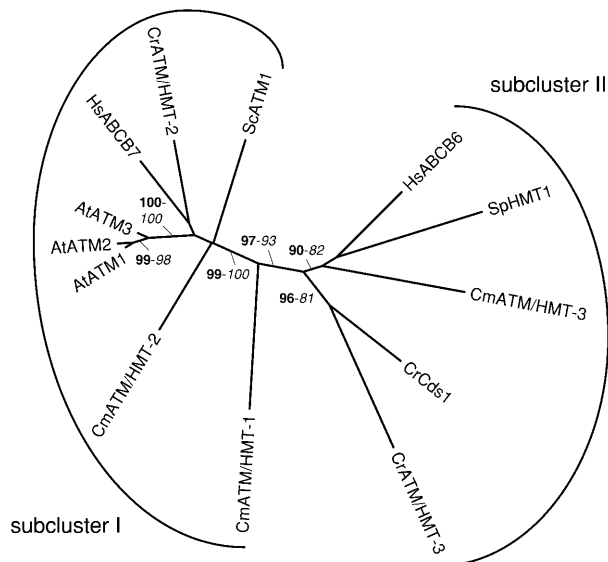 CrATM/HMT-2
ScATM1
subcluster II
HsABCB7
HsABCB6
SpHMT1
100-100
AtATM3
AtATM2
AtATM1
99-98
97-93
90-82
99-100
96-81
CmATM/HMT-3
CmATM/HMT-2
CrCds1
CmATM/HMT-1
CrATM/HMT-3
subcluster I